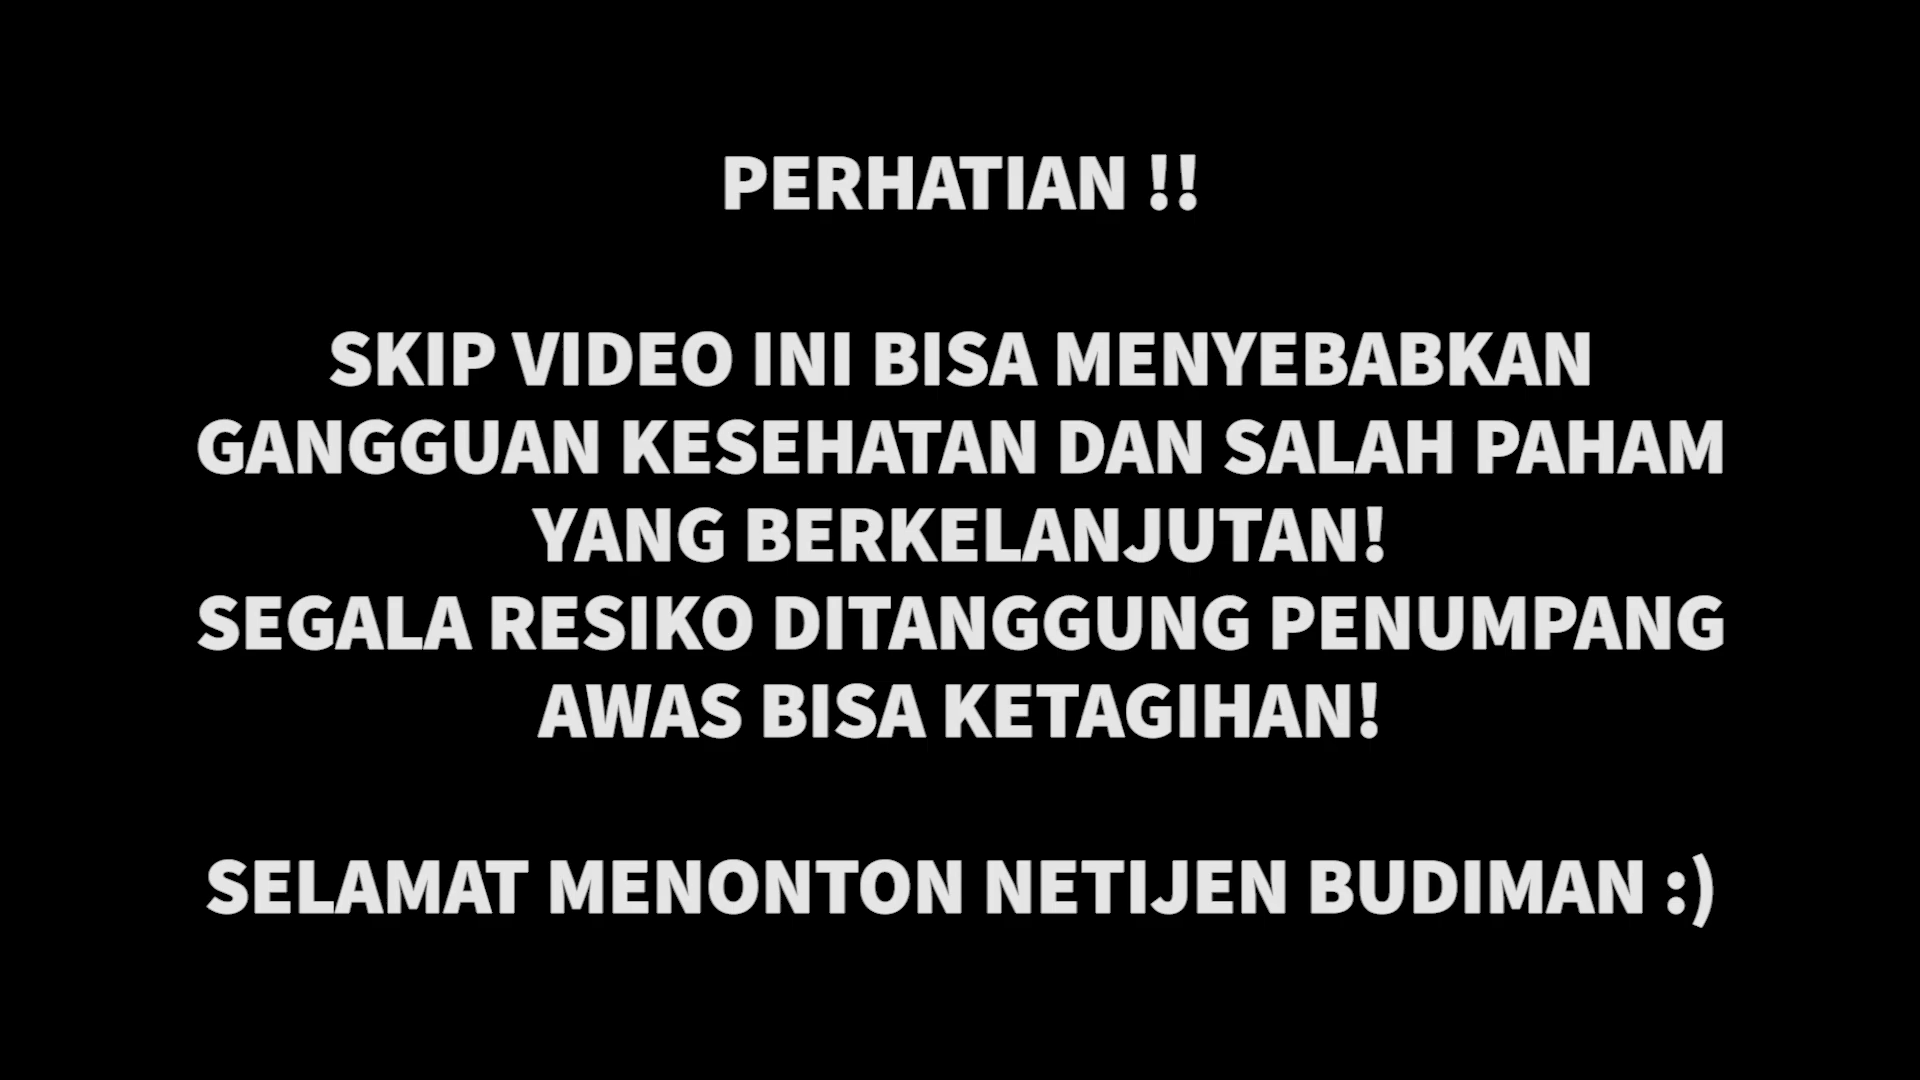 PERHATIAN !!
SKIP VIDEO INI BISA MENYEBABKAN
GANGGUAN KESEHATAN DAN SALAH PAHAM
YANG BERKELANJUTAN!
SEGALA RESIKO DITANGGUNG PENUMPANG
AWAS BISA KETAGIHAN!
SELAMAT MENONTON NETIJEN BUDIMAN :)